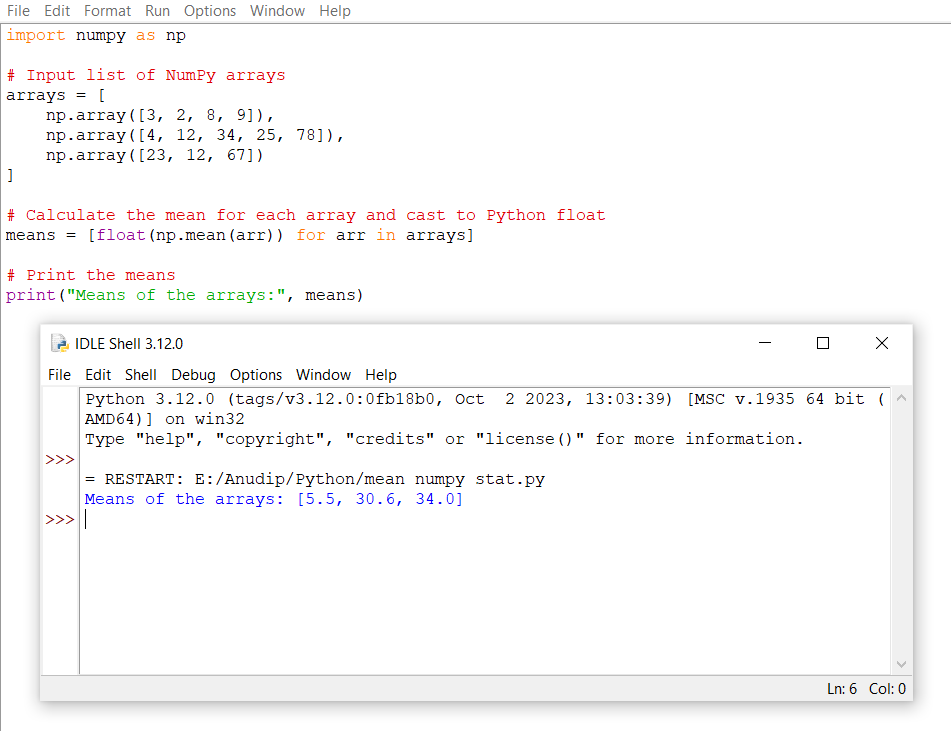 File Edit Format Run Options Window Help
import numpy as np
# Input list of NumPy arrays
arrays = [
    np.array([3, 2, 8, 9]),
    np.array([4, 12, 34, 25, 78]),
    np.array([23, 12, 67])
]
# Calculate the mean for each array and cast to Python float
means = [float(np.mean(arr)) for arr in arrays]
# Print the means
print("Means of the arrays:", means)
IDLE Shell 3.12.0
File Edit Shell Debug Options Window Help
Python 3.12.0 (tags/v3.12.0:0fb18b0, Oct  2 2023, 13:03:39) [MSC v.1935 64 bit (
AMD64)] on win32
Type "help", "copyright", "credits" or "license()" for more information.
>>>
= RESTART: E:/Anudip/Python/mean numpy stat.py
Means of the arrays: [5.5, 30.6, 34.0]
>>>
Ln: 6 Col: 0